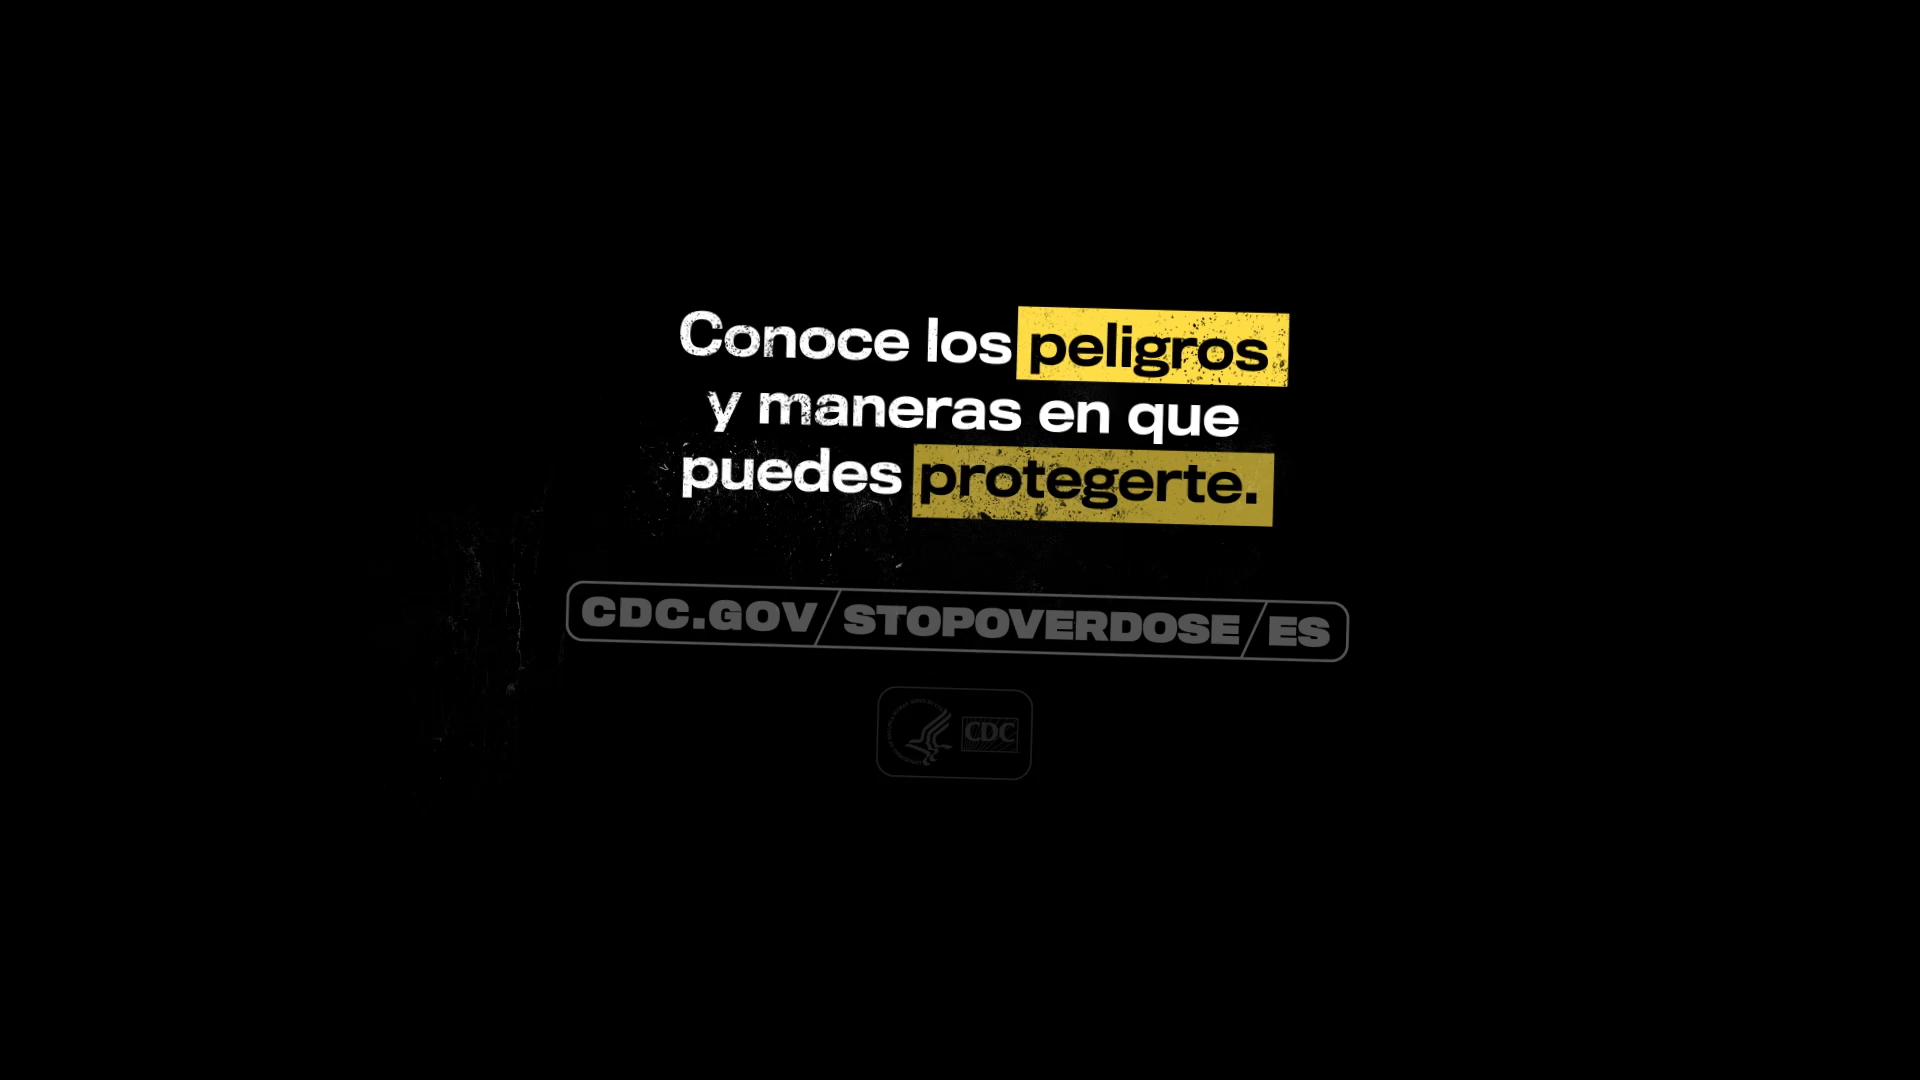 Conoce los peligros
y maneras en que
puedes protegerte.
CDC.GOV/STOPOVERDOSE/ES
CDC